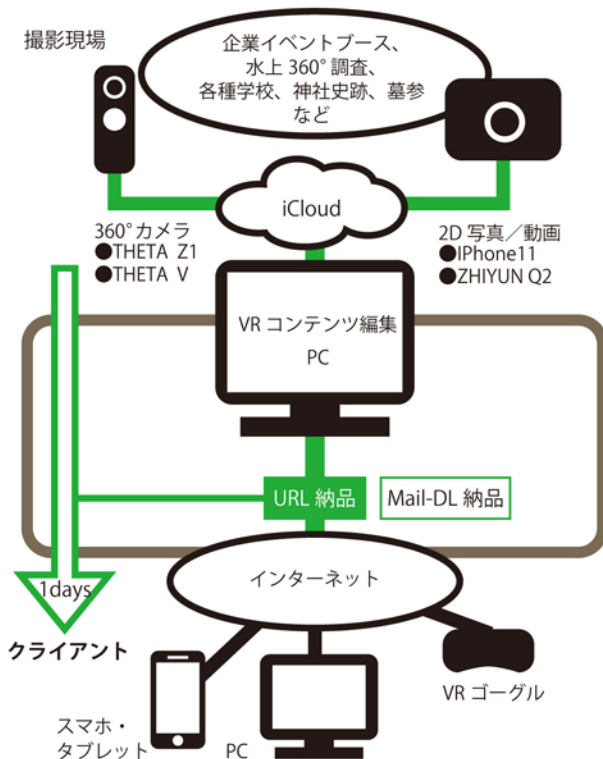 撮影現場
企業イベントブース、
水上 360° 調査、
各種学校、神社史跡、墓参
など
iCloud
360° カメラ
●THETA Z1
●THETA V
2D 写真／動画
●IPhone11
●ZHIYUN Q2
VR コンテンツ編集
PC
URL 納品
Mail-DL 納品
インターネット
1days
クライアント
スマホ・
タブレット
PC
VR ゴーグル